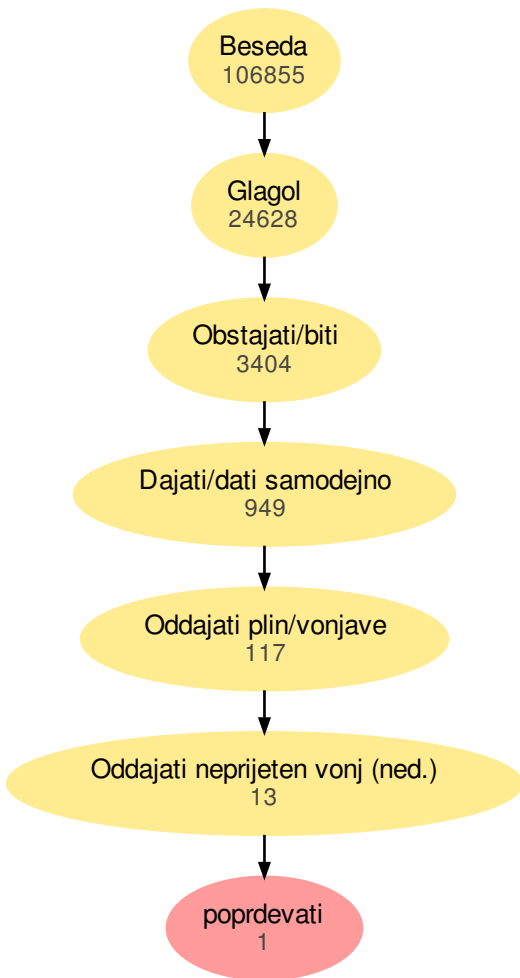 Beseda
106855
Glagol
24628
Obstajati/biti
3404
Dajati/dati samodejno
949
Oddajati plin/vonjave
117
Oddajati neprijeten vonj (ned.)
13
poprdevati
1